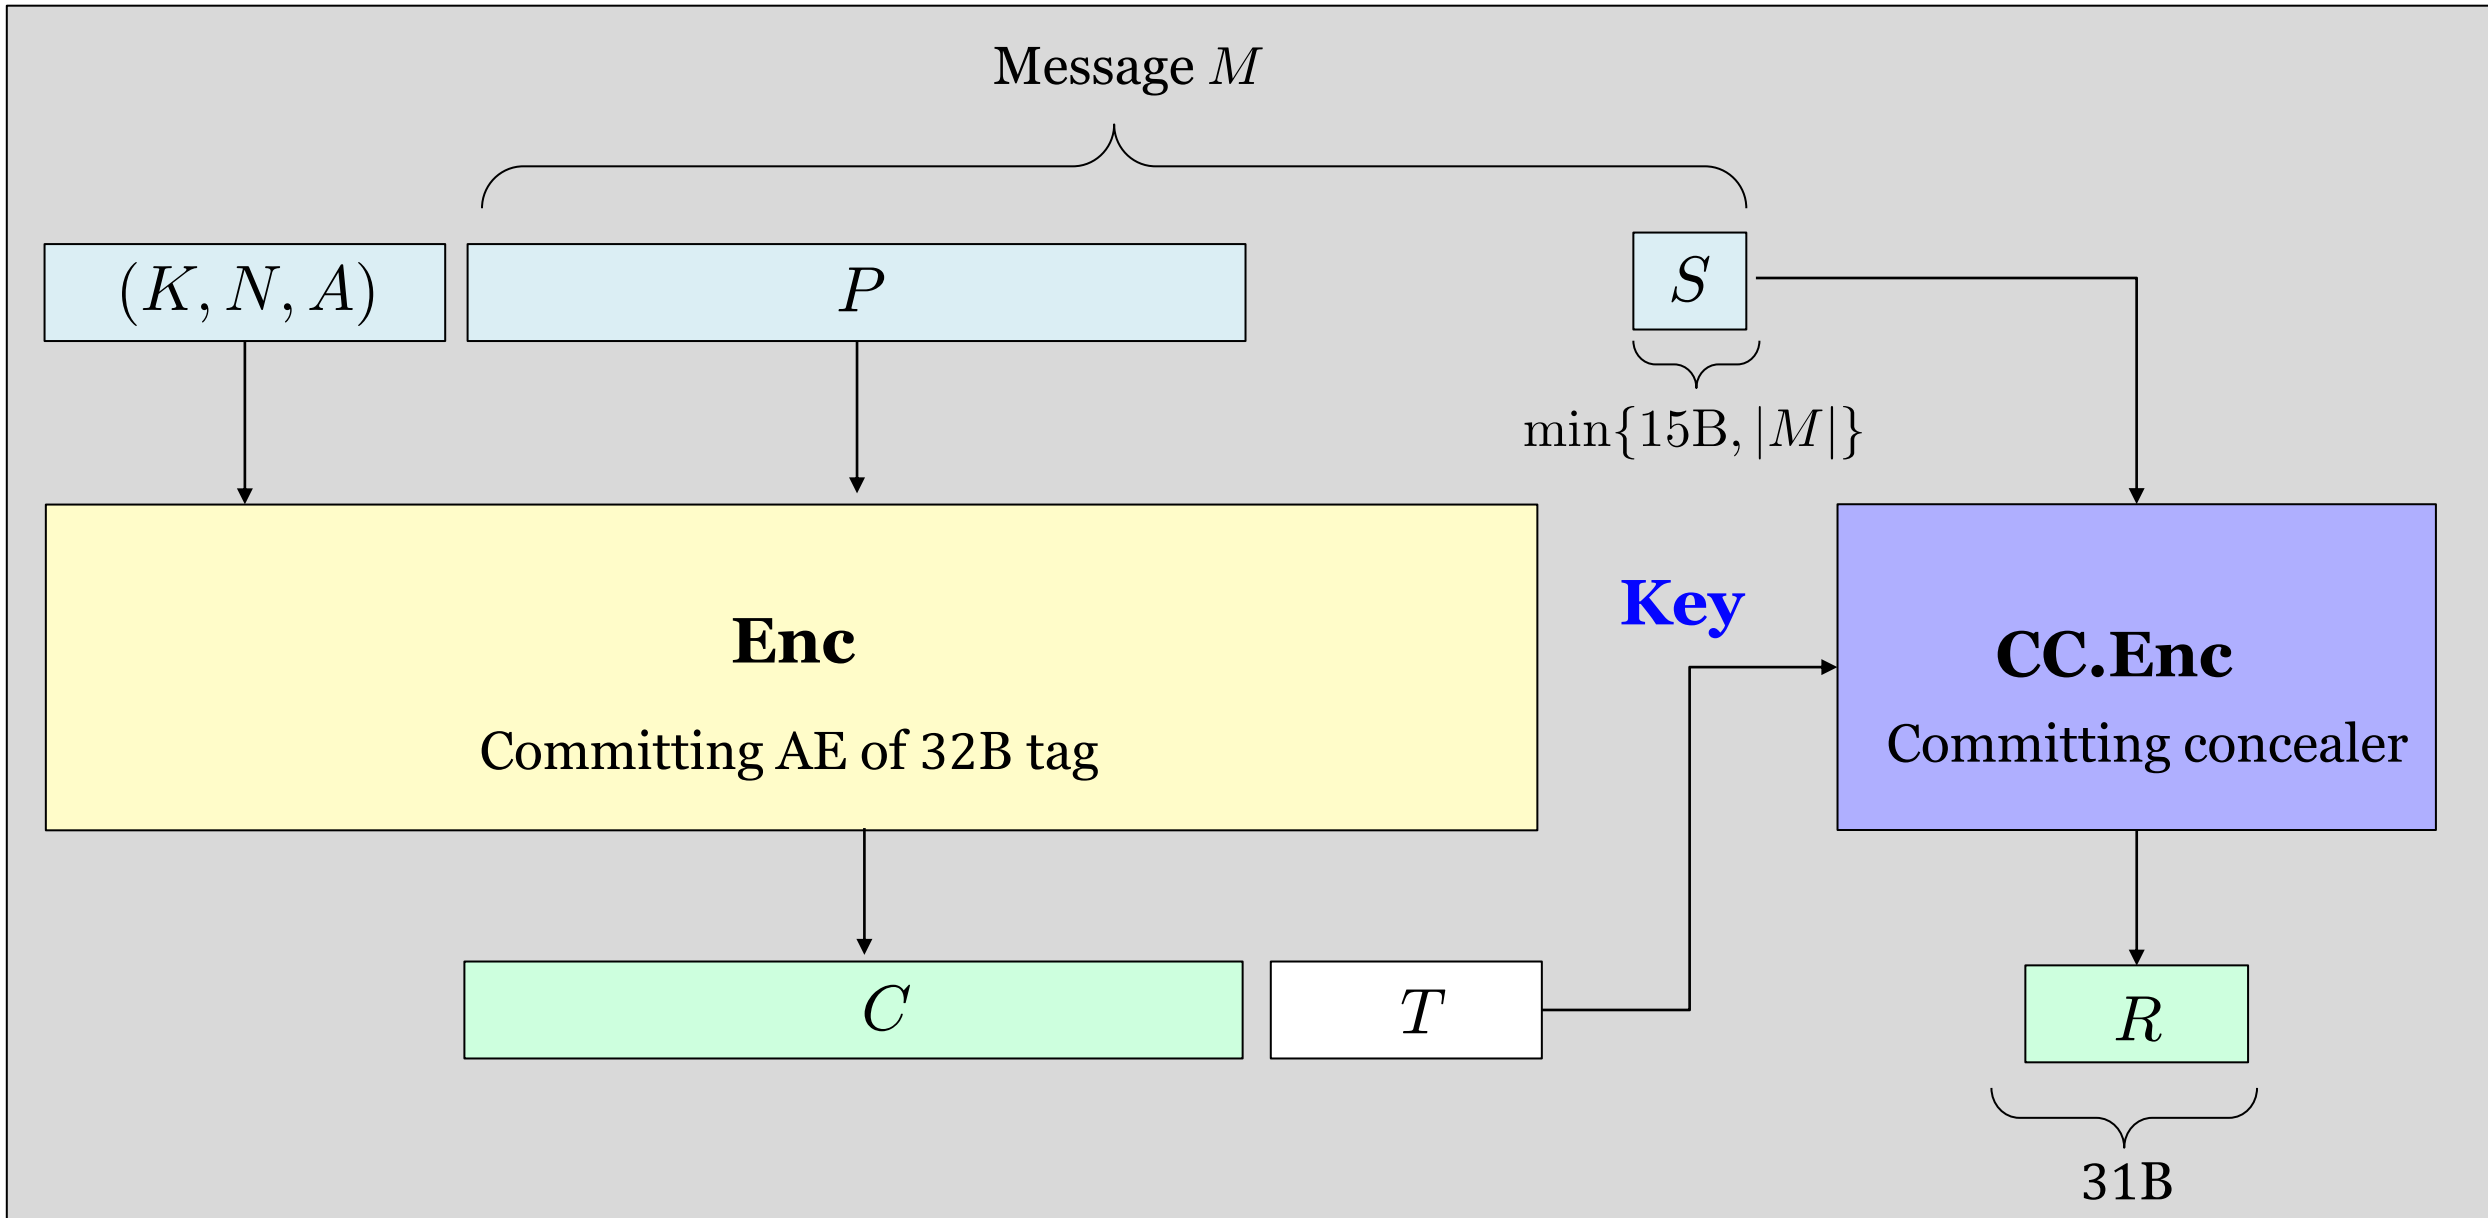 Message M
(K, N, A)
P
S
min{15B, |M|}
Key
Enc
Committing AE of 32B tag
CC.Enc
Committing concealer
C
T
R
31B